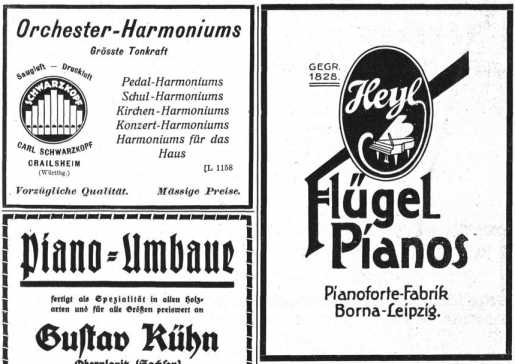 Orchester-Harmoniums
Grösste Tonkraft
Saugluft - Druckluft
SCHWARZKOPF
CARL SCHWARZKOPF
CRAILSHEIM
(Württbg.)
Pedal-Harmoniums
Schul-Harmoniums
Kirchen-Harmoniums
Konzert-Harmoniums
Harmoniums für das
Haus
[L 1158
Vorzügliche Qualität. Mässige Preise.
Piano-Umbaue
fertigt als Spezialität in allen Holz-
arten und für alle Größen preiswert an
Gustav Kühn
GEGR.
1828.
Heyl
Flügel
Pianos
Pianoforte-Fabrik
Borna-Leipzig.